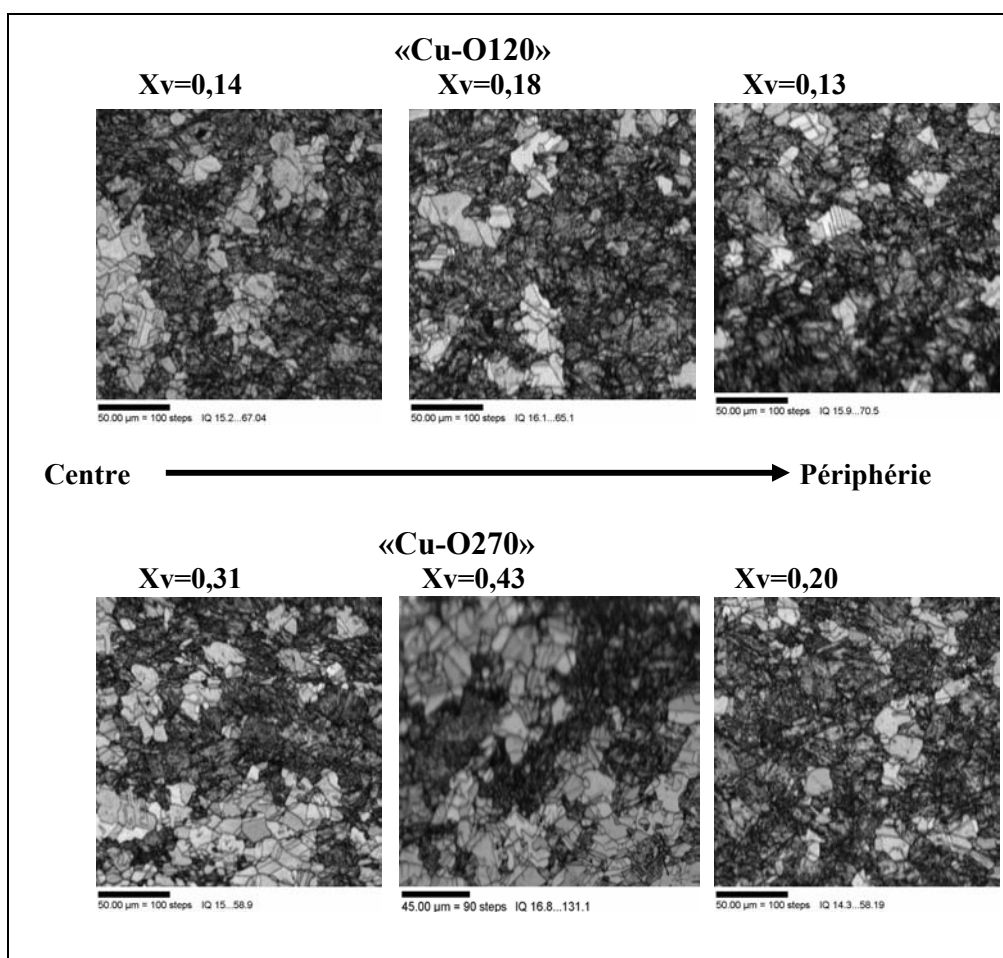 «Cu-O120»
Xv=0,14 Xv=0,18 Xv=0,13
50.00 µm = 100 steps IQ 15.2...67.04
50.00 µm = 100 steps IQ 16.1...65.1
50.00 µm = 100 steps IQ 15.9...70.5
Centre Périphérie
«Cu-O270»
Xv=0,31 Xv=0,43 Xv=0,20
50.00 µm = 100 steps IQ 15...58.9
45.00 µm = 90 steps IQ 16.8...131.1
50.00 µm = 100 steps IQ 14.3...58.19